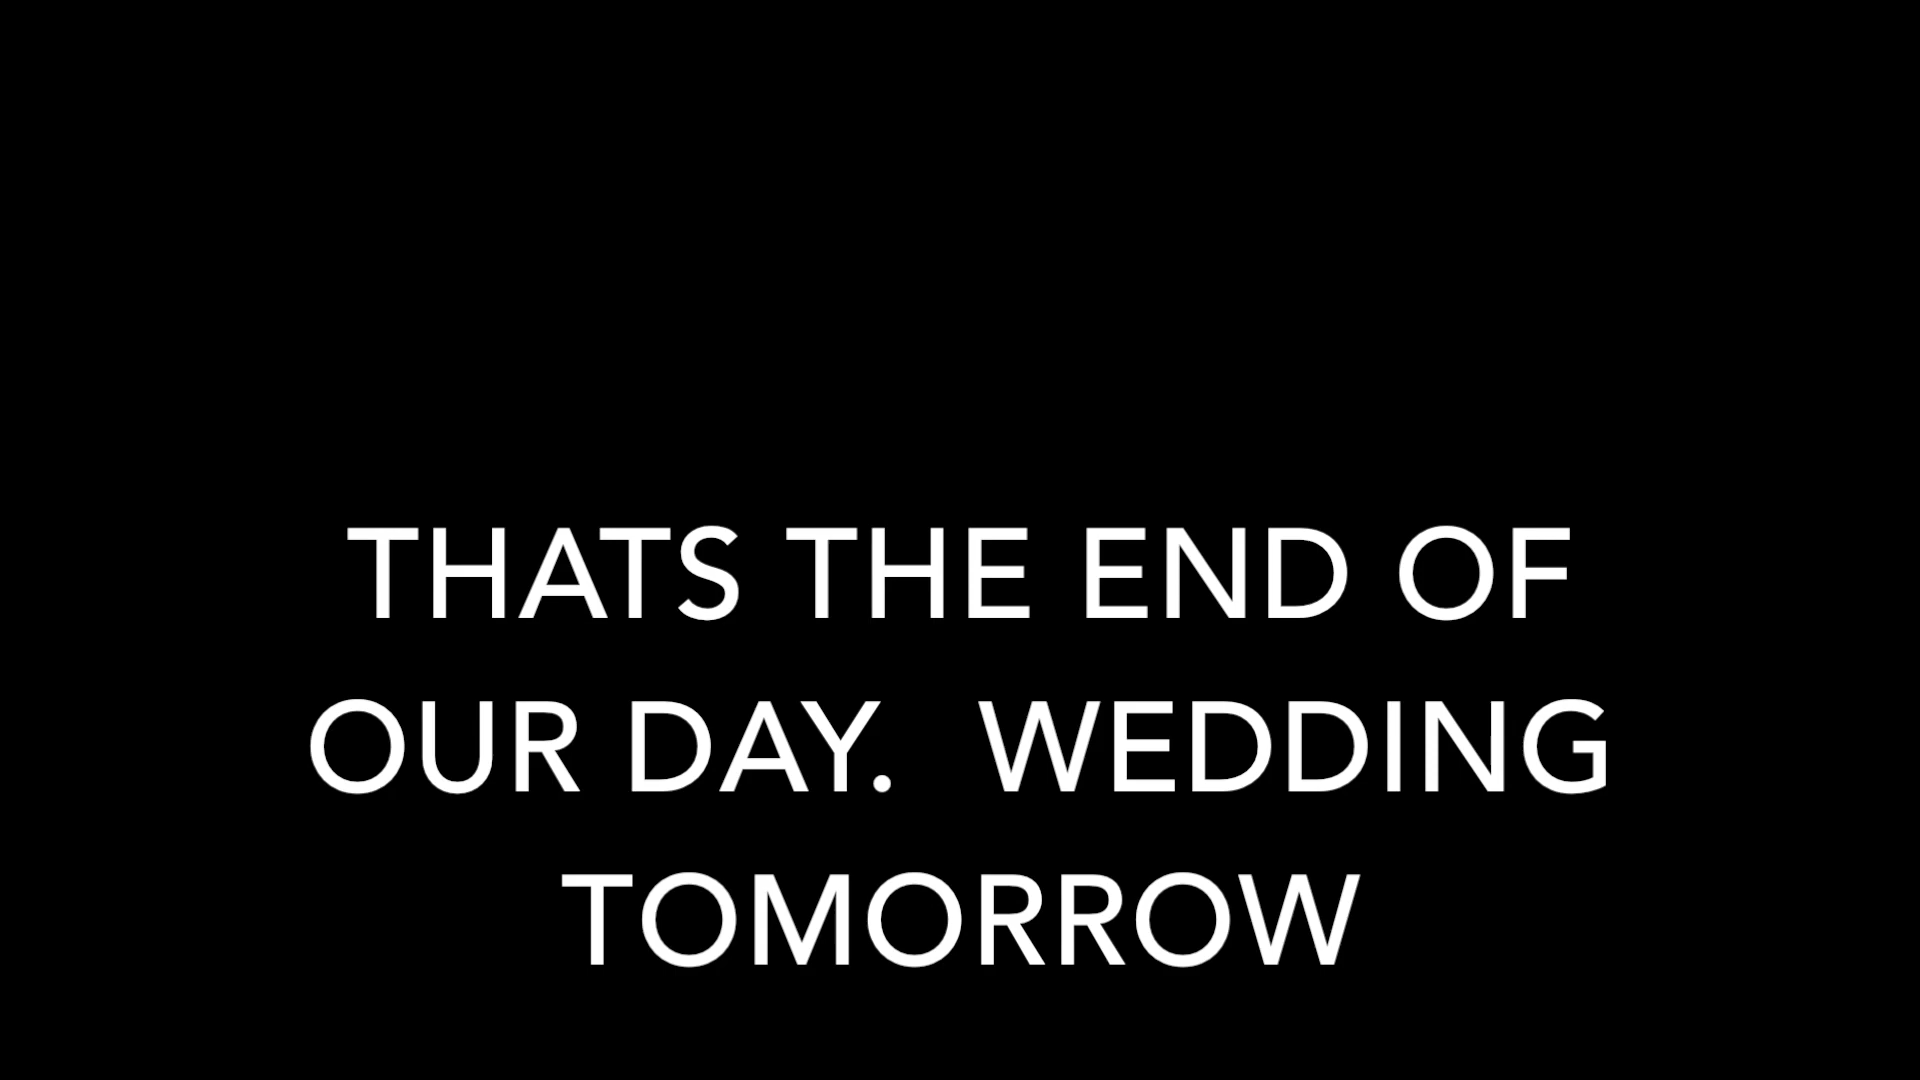 THATS THE END OF
OUR DAY.  WEDDING
TOMORROW